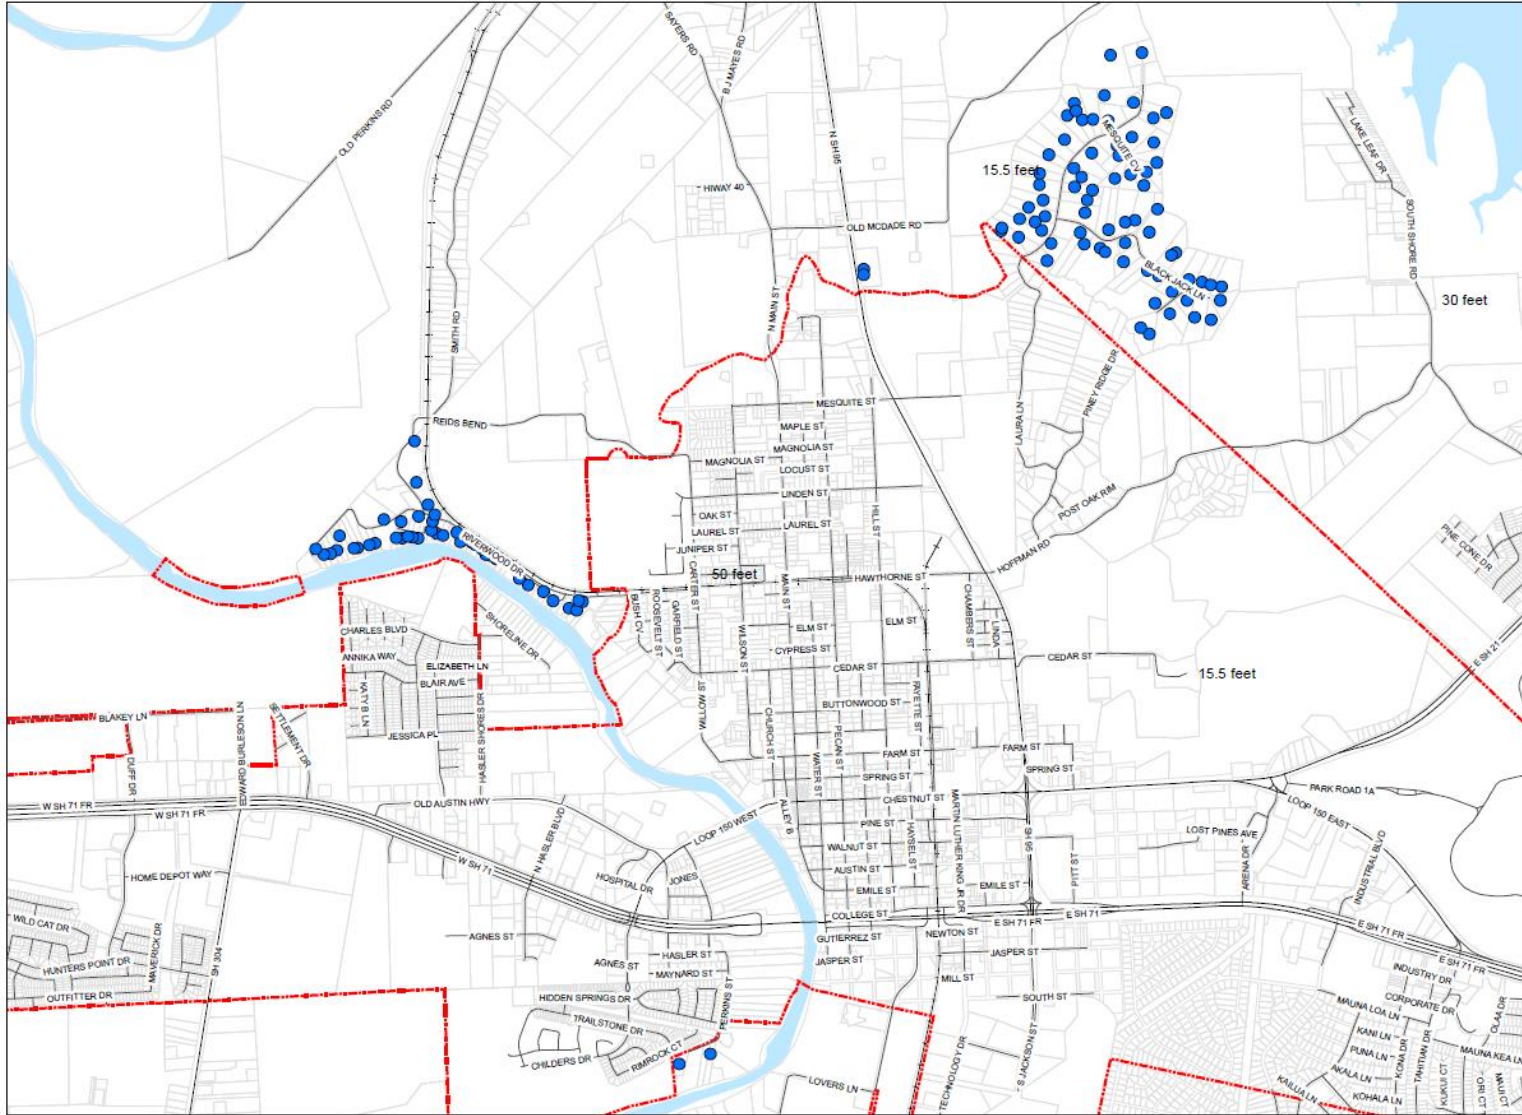 SAYERS RD
B J MAYES RD
OLD PERKINS RD
N SH 95
MESQUITE CV
LAKE LEAF DR
15.5 feet
HIWAY 40
OLD MCDADE RD
SOUTH SHORE RD
BLACK JACK LN
30 feet
N MAIN ST
SMITH RD
PINEY RIDGE DR
LAURA LN
MESQUITE ST
REIDS BEND
MAPLE ST
MAGNOLIA ST
MAGNOLIA ST
LOCUST ST
LINDEN ST
POST OAK RIM
OAK ST
LAUREL ST
LAUREL ST
HILL ST
JUNIPER ST
RIVERWOOD DR
PINE CONE DR
HOFFMAN RD
50 feet
HAWTHORNE ST
CARTER ST
MAIN ST
CHAMBERS ST
LINDA
BUSH CV
ROOSEVELT ST
GARFIELD ST
WILSON ST
ELM ST
ELM ST
SHORELINE DR
CHARLES BLVD
CYPRESS ST
ANNIKA WAY
ELIZABETH LN
CEDAR ST
CEDAR ST
E SH 21
BLAIR AVE
15.5 feet
KATY B LN
WILLOW ST
FAYETTE ST
BUTTONWOOD ST
HASLER SHORES DR
CHURCH ST
BLAKEY LN
SETTLEMENT DR
EDWARD BURLESON LN
JESSICA PL
PECAN ST
WATER ST
FARM ST
FARM ST
DUFF DR
SPRING ST
SPRING ST
PARK ROAD 1A
W SH 71 FR
OLD AUSTIN HWY
CHESTNUT ST
W SH 71 FR
ALLEY B
LOOP 150 WEST
LOOP 150 EAST
N HASLER BLVD
PINE ST
MARTIN LUTHER KING JR DR
SH 95
LOST PINES AVE
HAYSEL ST
WALNUT ST
W SH 71
PITT ST
ARENA DR
INDUSTRIAL BLVD
HOME DEPOT WAY
HOSPITAL DR
JONES
AUSTIN ST
EMILE ST
EMILE ST
COLLEGE ST
E SH 71 FR
E SH 71
WILD CAT DR
MAVERICK DR
AGNES ST
GUTIERREZ ST
NEWTON ST
E SH 71 FR
E SH 71 FR
SH 304
HASLER ST
JASPER ST
JASPER ST
HUNTERS POINT DR
AGNES ST
MAYNARD ST
MILL ST
INDUSTRY DR
OUTFITTER DR
HIDDEN SPRINGS DR
PERKINS ST
SOUTH ST
CORPORATE DR
MAUNA LOA LN
OLAA DR
TRAILSTONE DR
KANI LN
CHILDERS DR
RIMROCK CT
TECHNOLOGY DR
S JACKSON ST
PUNA LN
KONA DR
TAHITIAN DR
MAUNA KEA LN
AKALA LN
LOVERS LN
KAILUA LN
KOHALA LN
KUKUI CT
ORI CT
MAUI CT